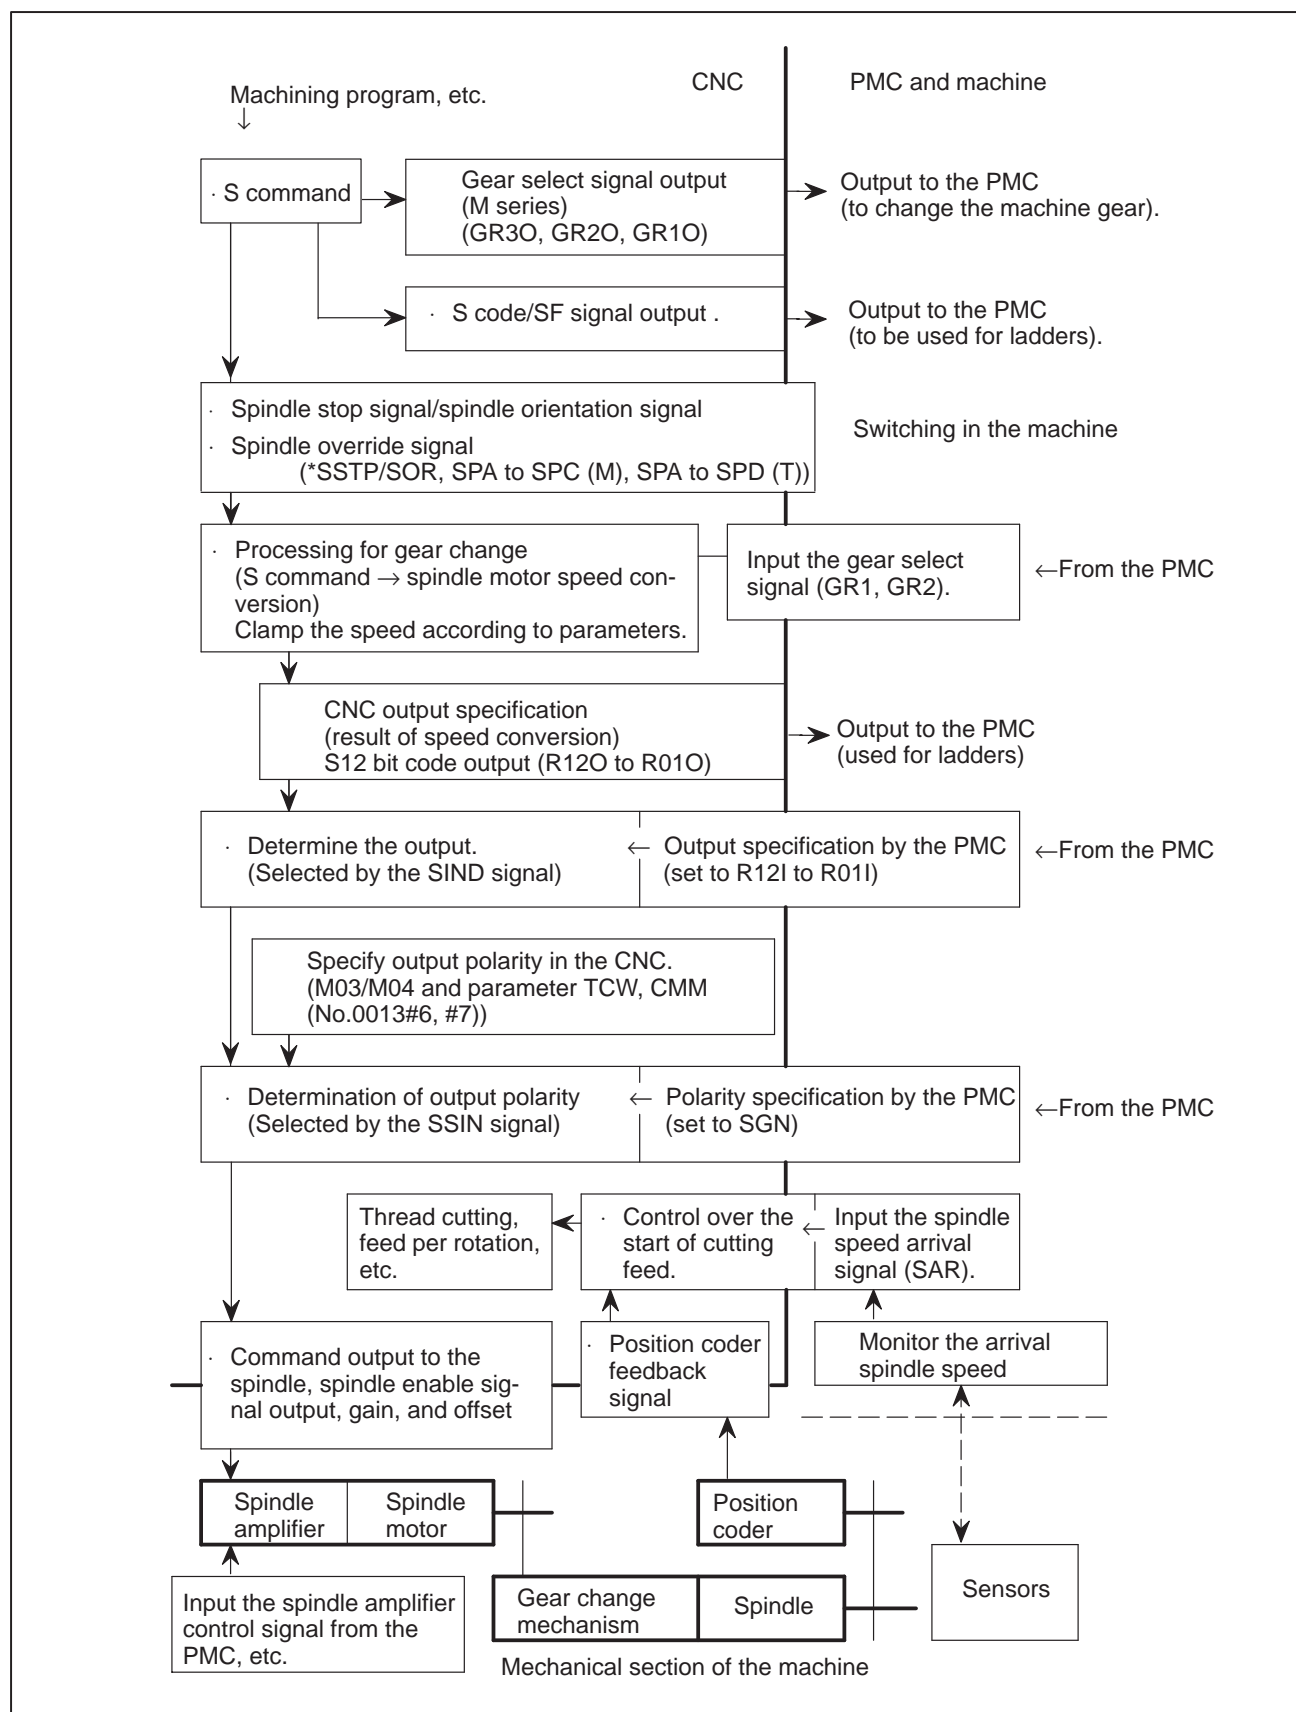 CNC
PMC and machine
Machining program, etc.
↓
· S command
Gear select signal output
(M series)
(GR3O, GR2O, GR1O)
Output to the PMC
(to change the machine gear).
· S code/SF signal output .
Output to the PMC
(to be used for ladders).
· Spindle stop signal/spindle orientation signal
· Spindle override signal
(*SSTP/SOR, SPA to SPC (M), SPA to SPD (T))
Switching in the machine
· Processing for gear change
(S command → spindle motor speed con-
version)
Clamp the speed according to parameters.
Input the gear select
signal (GR1, GR2).
←From the PMC
CNC output specification
(result of speed conversion)
S12 bit code output (R12O to R01O)
Output to the PMC
(used for ladders)
· Determine the output.
(Selected by the SIND signal)
← Output specification by the PMC
(set to R12I to R01I)
←From the PMC
Specify output polarity in the CNC.
(M03/M04 and parameter TCW, CMM
(No.0013#6, #7))
· Determination of output polarity
(Selected by the SSIN signal)
← Polarity specification by the PMC
(set to SGN)
←From the PMC
Thread cutting,
feed per rotation,
etc.
· Control over the
start of cutting
feed.
← Input the spindle
speed arrival
signal (SAR).
· Command output to the
spindle, spindle enable sig-
nal output, gain, and offset
· Position coder
feedback
signal
Monitor the arrival
spindle speed
Spindle
amplifier
Spindle
motor
Position
coder
Input the spindle amplifier
control signal from the
PMC, etc.
Gear change
mechanism
Spindle
Sensors
Mechanical section of the machine